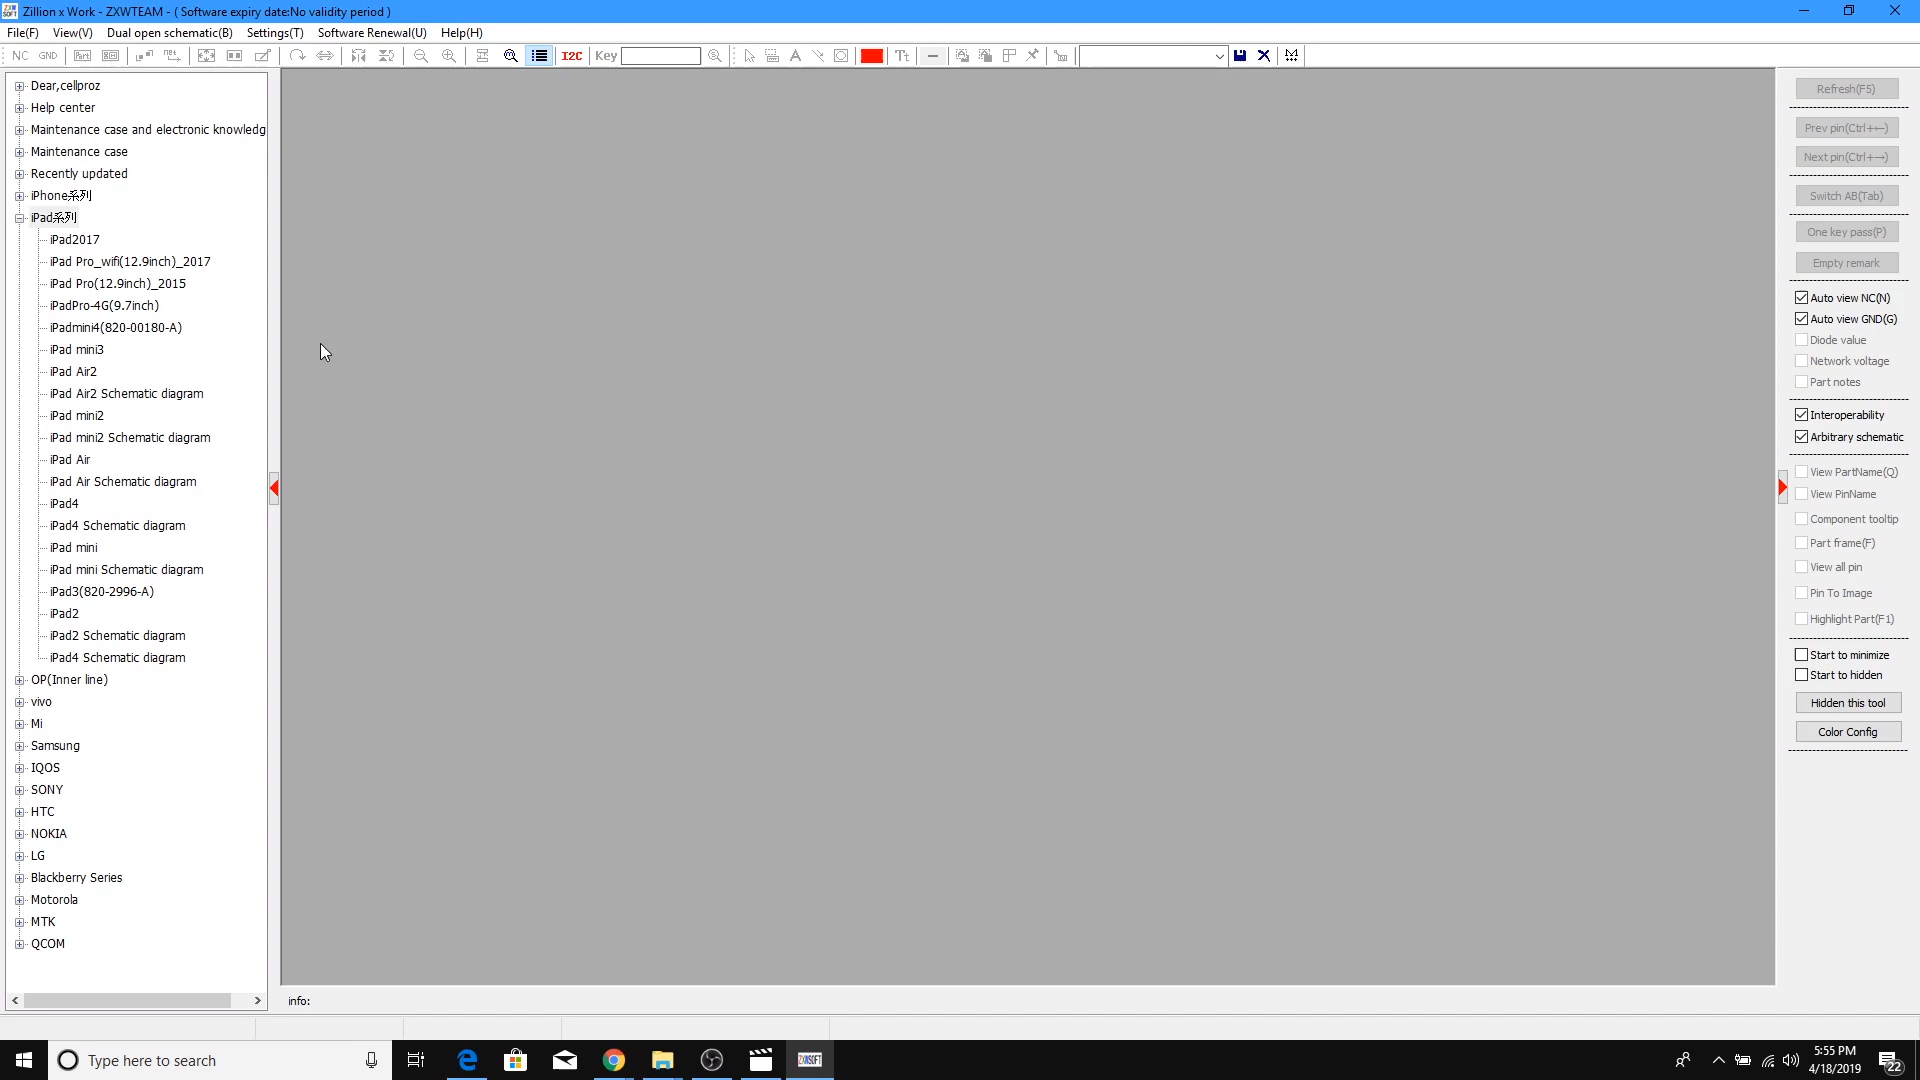 Zillion x Work - ZXWTEAM - ( Software expiry date:No validity period )
File(F) View(V) Dual open schematic(B) Settings(T) Software Renewal(U) Help(H)
NC GND Part Net I2C Key A Tt
Dear,cellproz
Help center
Maintenance case and electronic knowledg
Maintenance case
Recently updated
iPhone系列
iPad系列
iPad2017
iPad Pro_wifi(12.9inch)_2017
iPad Pro(12.9inch)_2015
iPadPro-4G(9.7inch)
iPadmini4(820-00180-A)
iPad mini3
iPad Air2
iPad Air2 Schematic diagram
iPad mini2
iPad mini2 Schematic diagram
iPad Air
iPad Air Schematic diagram
iPad4
iPad4 Schematic diagram
iPad mini
iPad mini Schematic diagram
iPad3(820-2996-A)
iPad2
iPad2 Schematic diagram
iPad4 Schematic diagram
OP(Inner line)
vivo
Mi
Samsung
IQOS
SONY
HTC
NOKIA
LG
Blackberry Series
Motorola
MTK
QCOM
info:
Refresh(F5)
Prev pin(Ctrl+←)
Next pin(Ctrl+→)
Switch AB(Tab)
One key pass(P)
Empty remark
Auto view NC(N)
Auto view GND(G)
Diode value
Network voltage
Part notes
Interoperability
Arbitrary schematic
View PartName(Q)
View PinName
Component tooltip
Part frame(F)
View all pin
Pin To Image
Highlight Part(F1)
Start to minimize
Start to hidden
Hidden this tool
Color Config
Type here to search
ZXWSOFT
5:55 PM
4/18/2019
22